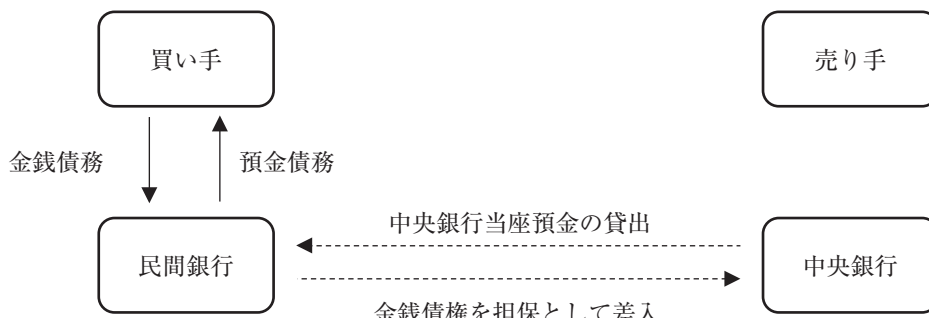 買い手
売り手
金銭債務
預金債務
中央銀行当座預金の貸出
民間銀行
中央銀行
金銭債権を担保として差入